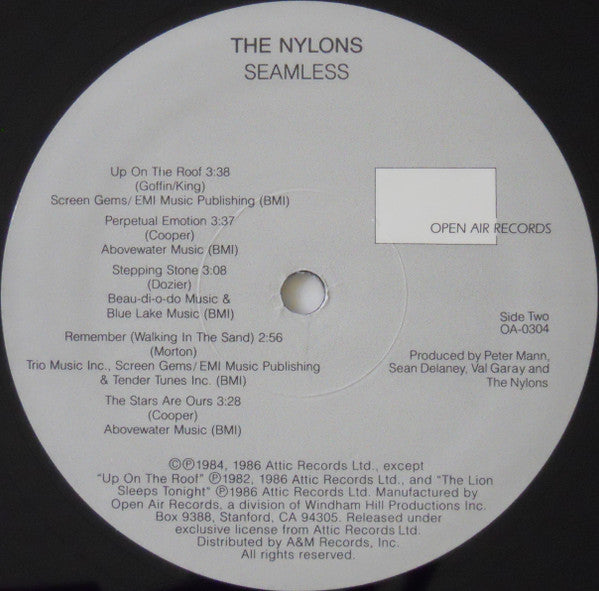 THE NYLONS
SEAMLESS
Up On The Roof 3:38
(Goffin/King)
Screen Gems/EMI Music Publishing (BMI)
Perpetual Emotion 3:37
(Cooper)
Abovewater Music (BMI)
Stepping Stone 3:08
(Dozier)
Beau-di-o-do Music &
Blue Lake Music (BMI)
Remember (Walking In The Sand) 2:56
(Morton)
Trio Music Inc., Screen Gems/EMI Music Publishing
& Tender Tunes Inc. (BMI)
The Stars Are Ours 3:28
(Cooper)
Abovewater Music (BMI)
OPEN AIR RECORDS
Side Two
OA-0304
Produced by Peter Mann,
Sean Delaney, Val Garay and
The Nylons
©℗1984, 1986 Attic Records Ltd., except
"Up On The Roof" ℗1982, 1986 Attic Records Ltd., and "The Lion
Sleeps Tonight" ℗1986 Attic Records Ltd. Manufactured by
Open Air Records, a division of Windham Hill Productions Inc.
Box 9388, Stanford, CA 94305. Released under
exclusive license from Attic Records Ltd.
Distributed by A&M Records, Inc.
All rights reserved.